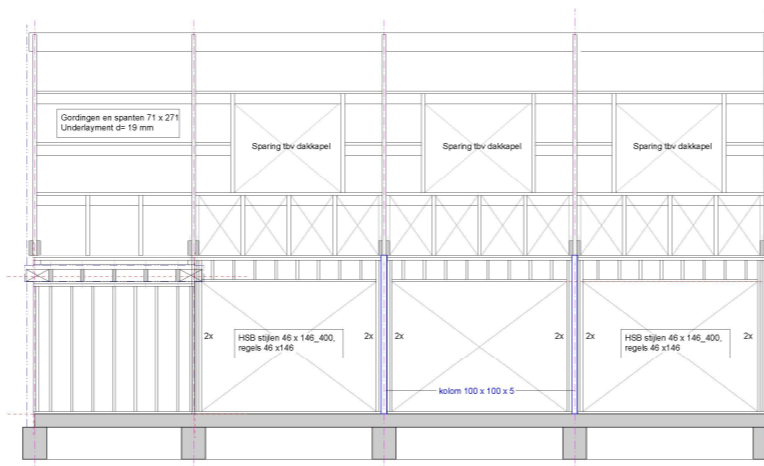 Gordingen en spanten 71 x 271
Underlayment d= 19 mm
Sparing tbv dakkapel
Sparing tbv dakkapel
Sparing tbv dakkapel
2x
HSB stijlen 46 x 146_400,
regels 46 x146
2x
2x
2x
2x
HSB stijlen 46 x 146_400,
regels 46 x146
2x
kolom 100 x 100 x 5